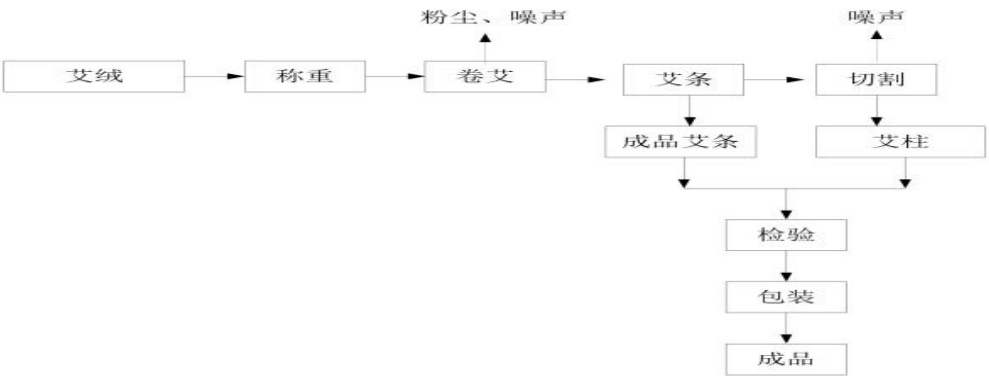 粉尘、噪声 噪声
艾绒 称重 卷艾 艾条 切割
成品艾条 艾柱
检验
包装
成品